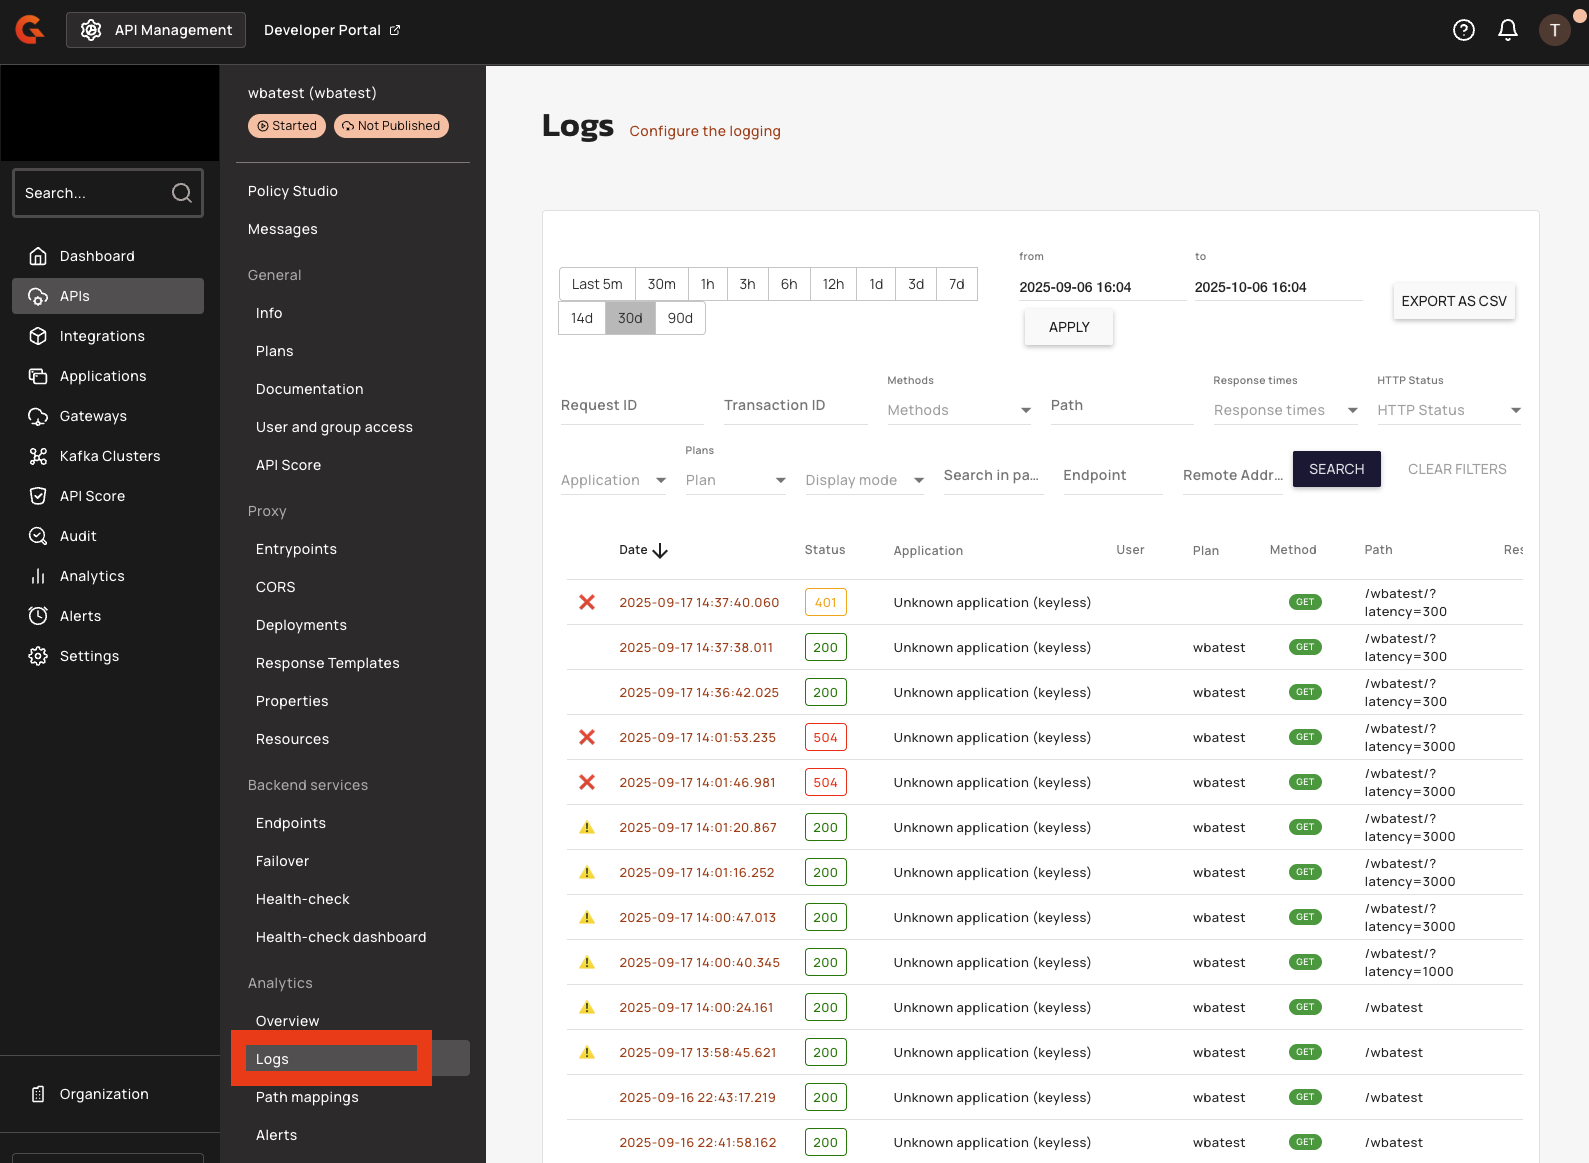 API Management
Developer Portal
T
wbatest (wbatest)
Started
Not Published
Search...
Dashboard
APIs
Integrations
Applications
Gateways
Kafka Clusters
API Score
Audit
Analytics
Alerts
Settings
Organization
Policy Studio
Messages
General
Info
Plans
Documentation
User and group access
API Score
Proxy
Entrypoints
CORS
Deployments
Response Templates
Properties
Resources
Backend services
Endpoints
Failover
Health-check
Health-check dashboard
Analytics
Overview
Logs
Path mappings
Alerts
Logs Configure the logging
from to
Last 5m 30m 1h 3h 6h 12h 1d 3d 7d
2025-09-06 16:04 2025-10-06 16:04
EXPORT AS CSV
14d 30d 90d
APPLY
Methods Response times HTTP Status
Request ID Transaction ID Methods Path Response times HTTP Status
Plans
Application Plan Display mode Search in pa... Endpoint Remote Addr... SEARCH CLEAR FILTERS
Date Status Application User Plan Method Path Res
2025-09-17 14:37:40.060 401 Unknown application (keyless) GET /wbatest/?
latency=300
2025-09-17 14:37:38.011 200 Unknown application (keyless) wbatest GET /wbatest/?
latency=300
2025-09-17 14:36:42.025 200 Unknown application (keyless) wbatest GET /wbatest/?
latency=300
2025-09-17 14:01:53.235 504 Unknown application (keyless) wbatest GET /wbatest/?
latency=3000
2025-09-17 14:01:46.981 504 Unknown application (keyless) wbatest GET /wbatest/?
latency=3000
2025-09-17 14:01:20.867 200 Unknown application (keyless) wbatest GET /wbatest/?
latency=3000
2025-09-17 14:01:16.252 200 Unknown application (keyless) wbatest GET /wbatest/?
latency=3000
2025-09-17 14:00:47.013 200 Unknown application (keyless) wbatest GET /wbatest/?
latency=3000
2025-09-17 14:00:40.345 200 Unknown application (keyless) wbatest GET /wbatest/?
latency=1000
2025-09-17 14:00:24.161 200 Unknown application (keyless) wbatest GET /wbatest
2025-09-17 13:58:45.621 200 Unknown application (keyless) wbatest GET /wbatest
2025-09-16 22:43:17.219 200 Unknown application (keyless) wbatest GET /wbatest
2025-09-16 22:41:58.162 200 Unknown application (keyless) wbatest GET /wbatest